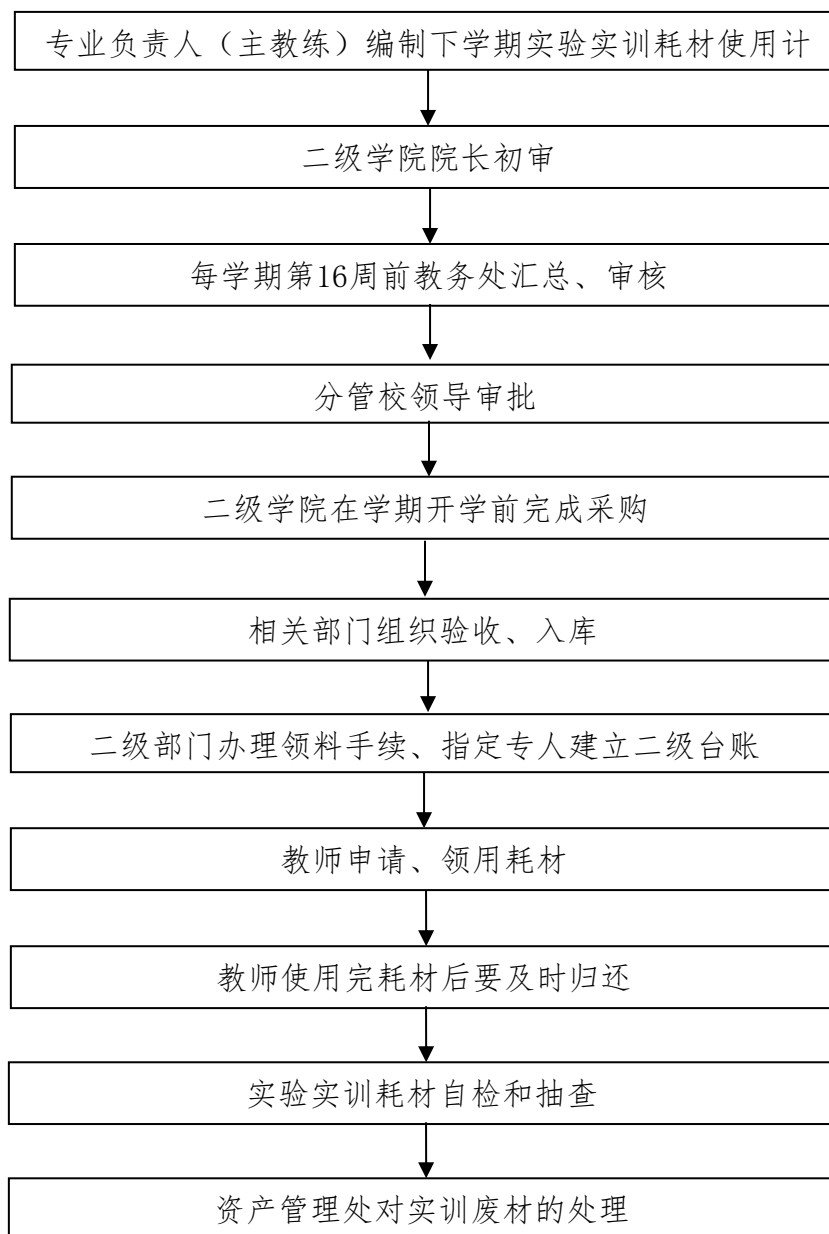 专业负责人（主教练）编制下学期实验实训耗材使用计
二级学院院长初审
每学期第16周前教务处汇总、审核
分管校领导审批
二级学院在学期开学前完成采购
相关部门组织验收、入库
二级部门办理领料手续、指定专人建立二级台账
教师申请、领用耗材
教师使用完耗材后要及时归还
实验实训耗材自检和抽查
资产管理处对实训废材的处理